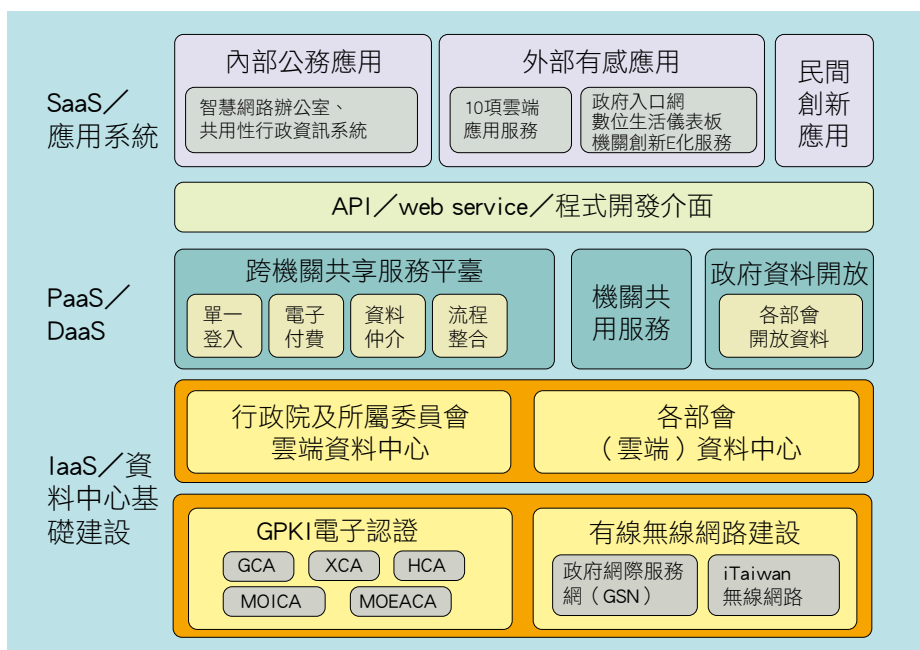 SaaS／
應用系統
內部公務應用
智慧網路辦公室、
共用性行政資訊系統
外部有感應用
10項雲端
應用服務
政府入口網
數位生活儀表板
機關創新E化服務
民間
創新
應用
API／web service／程式開發介面
PaaS／
DaaS
跨機關共享服務平臺
單一
登入
電子
付費
資料
仲介
流程
整合
機關共
用服務
政府資料開放
各部會
開放資料
IaaS／資
料中心基
礎建設
行政院及所屬委員會
雲端資料中心
各部會
（雲端）資料中心
GPKI電子認證
GCA
XCA
HCA
MOICA
MOEACA
有線無線網路建設
政府網際服務
網（GSN）
iTaiwan
無線網路